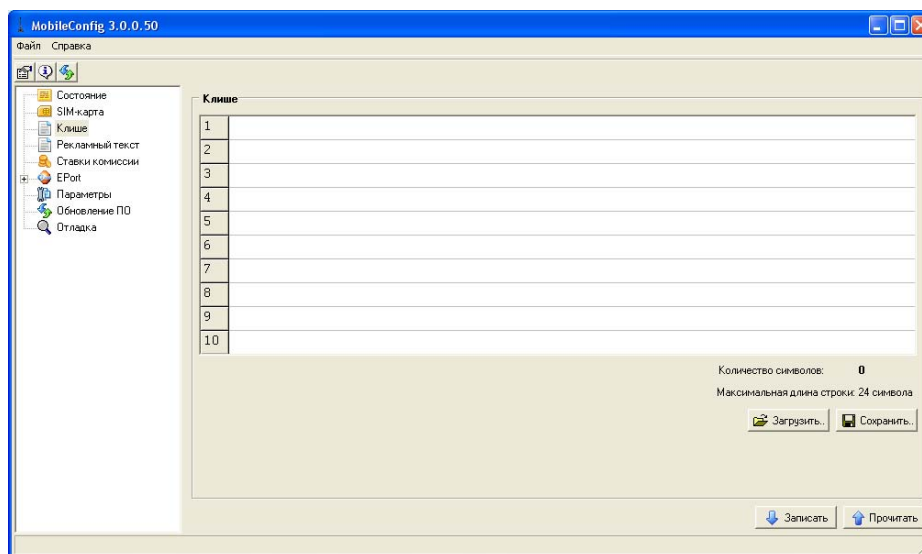 MobileConfig 3.0.0.50
Файл Справка
Состояние
SIM-карта
Клише
Рекламный текст
Ставки комиссии
EPort
Параметры
Обновление ПО
Отладка
Клише
1
2
3
4
5
6
7
8
9
10
Количество символов: 0
Максимальная длина строки: 24 символа
Загрузить.. Сохранить..
Записать Прочитать